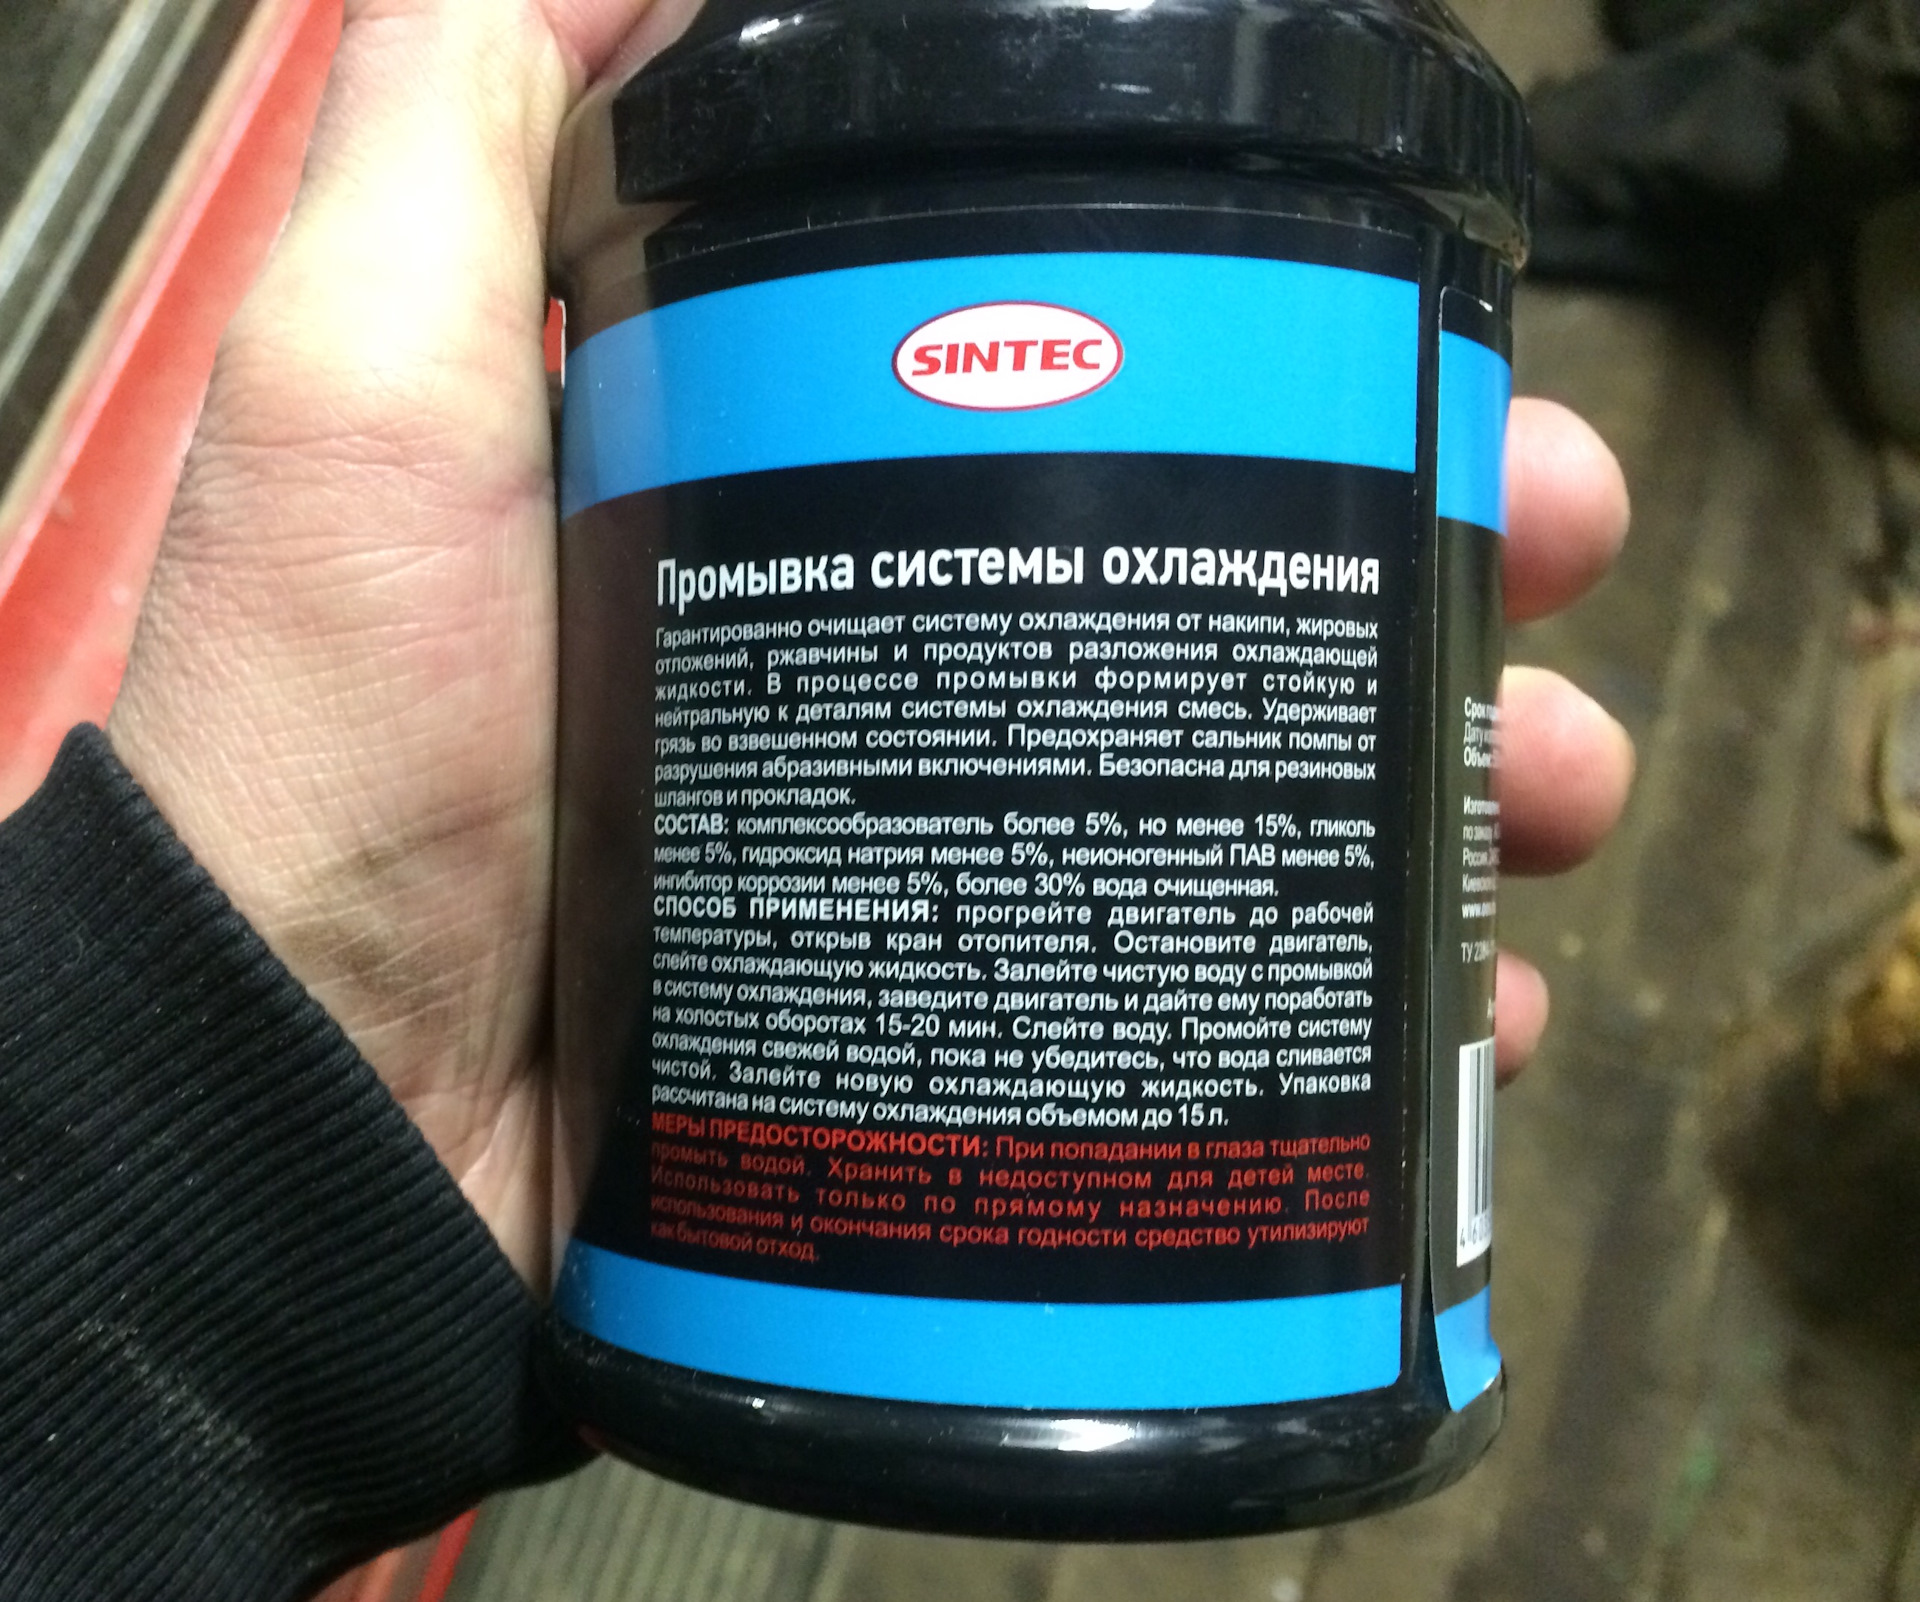 SINTEC
Промывка системы охлаждения
Гарантированно очищает систему охлаждения от накипи, жировых
отложений, ржавчины и продуктов разложения охлаждающей
жидкости. В процессе промывки формирует стойкую и
нейтральную к деталям системы охлаждения смесь. Удерживает
грязь во взвешенном состоянии. Предохраняет сальник помпы от
разрушения абразивными включениями. Безопасна для резиновых
шлангов и прокладок.
СОСТАВ: комплексообразователь более 5%, но менее 15%, гликоль
менее 5%, гидроксид натрия менее 5%, неионогенный ПАВ менее 5%,
ингибитор коррозии менее 5%, более 30% вода очищенная.
СПОСОБ ПРИМЕНЕНИЯ: прогрейте двигатель до рабочей
температуры, открыв кран отопителя. Остановите двигатель,
слейте охлаждающую жидкость. Залейте чистую воду с промывкой
в систему охлаждения, заведите двигатель и дайте ему поработать
на холостых оборотах 15-20 мин. Слейте воду. Промойте систему
охлаждения свежей водой, пока не убедитесь, что вода сливается
чистой. Залейте новую охлаждающую жидкость. Упаковка
рассчитана на систему охлаждения объемом до 15 л.
МЕРЫ ПРЕДОСТОРОЖНОСТИ: При попадании в глаза тщательно
промыть водой. Хранить в недоступном для детей месте.
Использовать только по прямому назначению. После
использования и окончания срока годности средство утилизируют
как бытовой отход.
Срок
ТУ